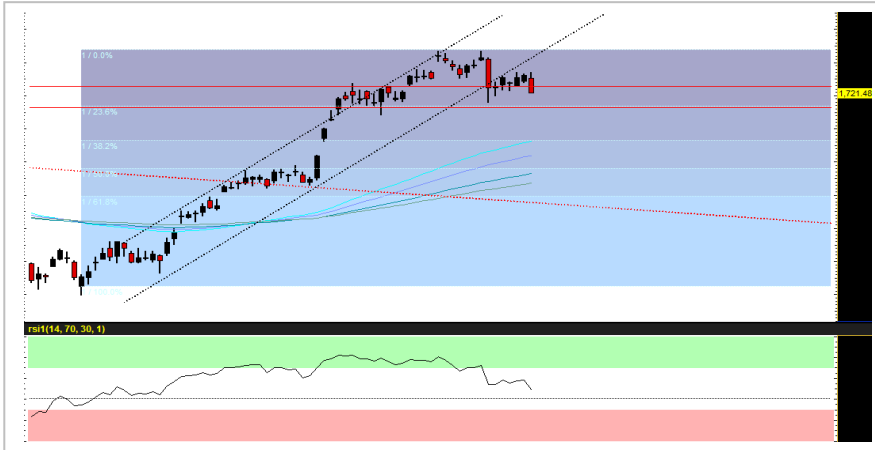 1 / 0.0%
1,721.48
1 / 23.6%
1 / 38.2%
1 / 61.8%
rsi1(14, 70, 30, 1)